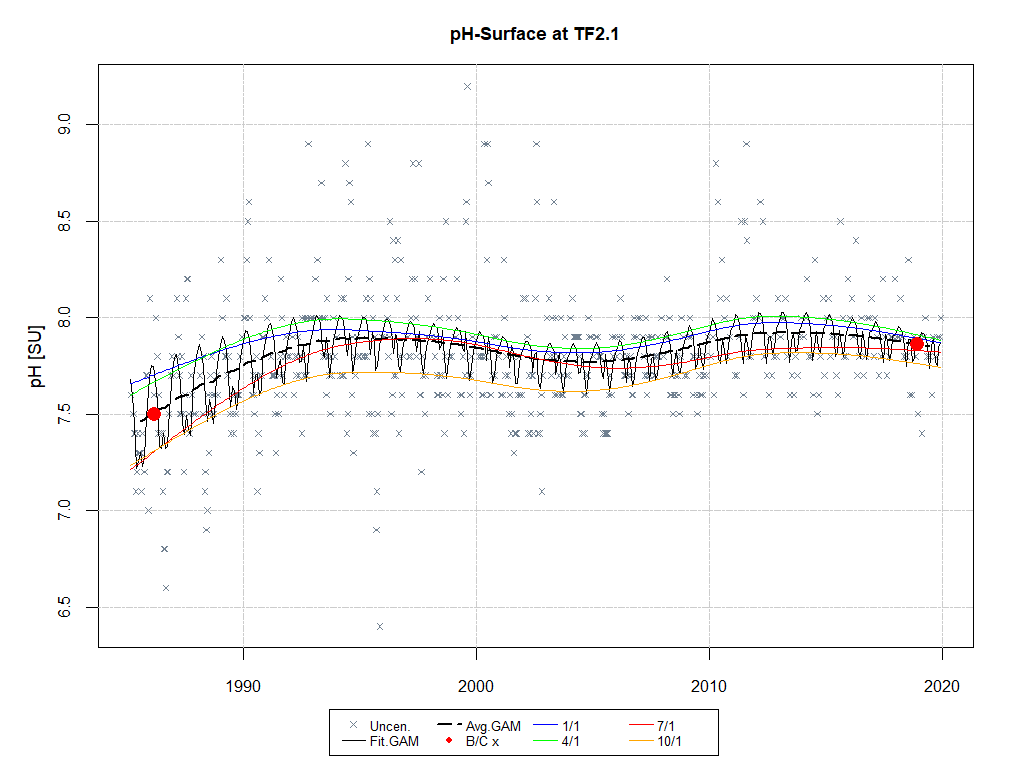 pH-Surface at TF2.1
pH [SU]
9.0
8.5
8.0
7.5
7.0
6.5
1990 2000 2010 2020
Uncen. Avg.GAM 1/1 7/1
Fit.GAM B/C x 4/1 10/1